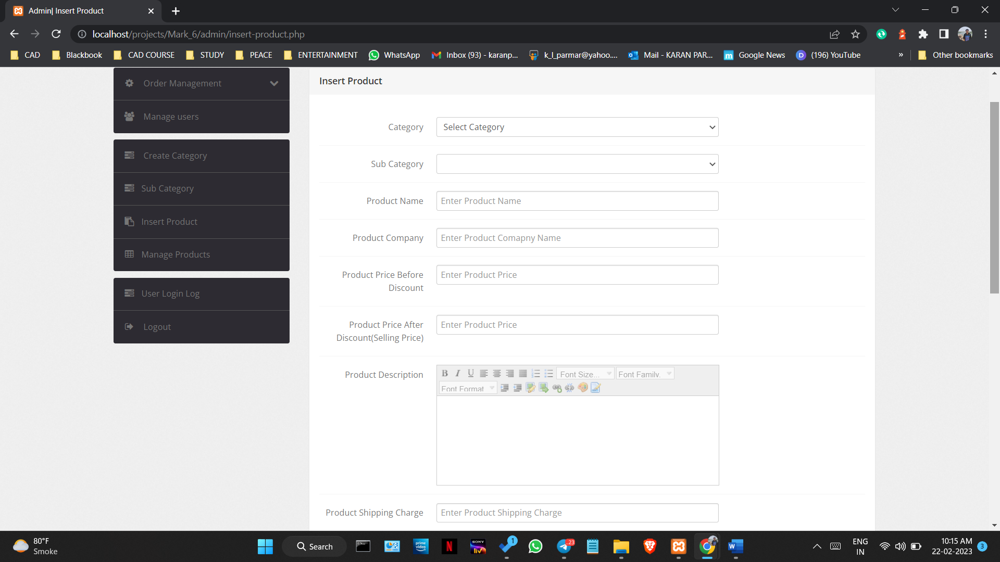 Admin| Insert Product
localhost/projects/Mark_6/admin/insert-product.php
CAD
Blackbook
CAD COURSE
STUDY
PEACE
ENTERTAINMENT
WhatsApp
Inbox (93) - karanp...
k_l_parmar@yahoo....
Mail - KARAN PAR...
m
Google News
D
(196) YouTube
»
Other bookmarks
Order Management
Manage users
Create Category
Sub Category
Insert Product
Manage Products
User Login Log
Logout
Insert Product
Category
Select Category
Sub Category
Product Name
Enter Product Name
Product Company
Enter Product Comapny Name
Product Price Before
Discount
Enter Product Price
Product Price After
Discount(Selling Price)
Enter Product Price
Product Description
B I U
Font Size...
Font Family.
Font Format
Product Shipping Charge
Enter Product Shipping Charge
80°F
Smoke
Search
prime
video
N
SONY
liv
1
23
W
ENG
IN
10:15 AM
22-02-2023
3